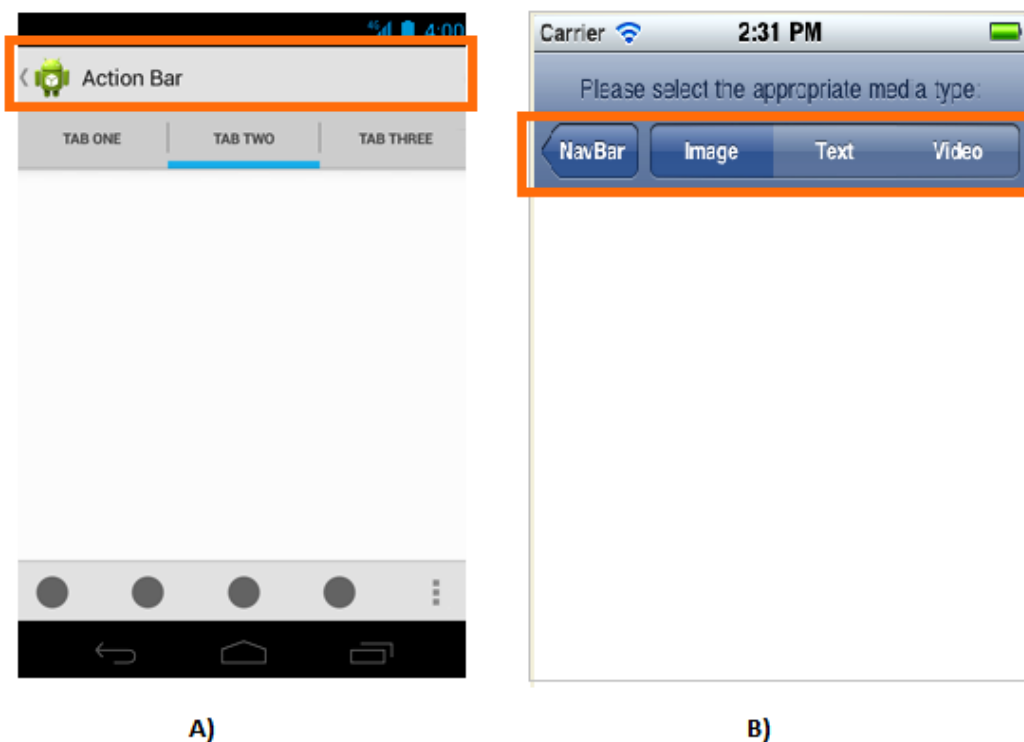 4G 4:00
Action Bar
TAB ONE TAB TWO TAB THREE
A)
Carrier 2:31 PM
Please select the appropriate media type:
NavBar Image Text Video
B)